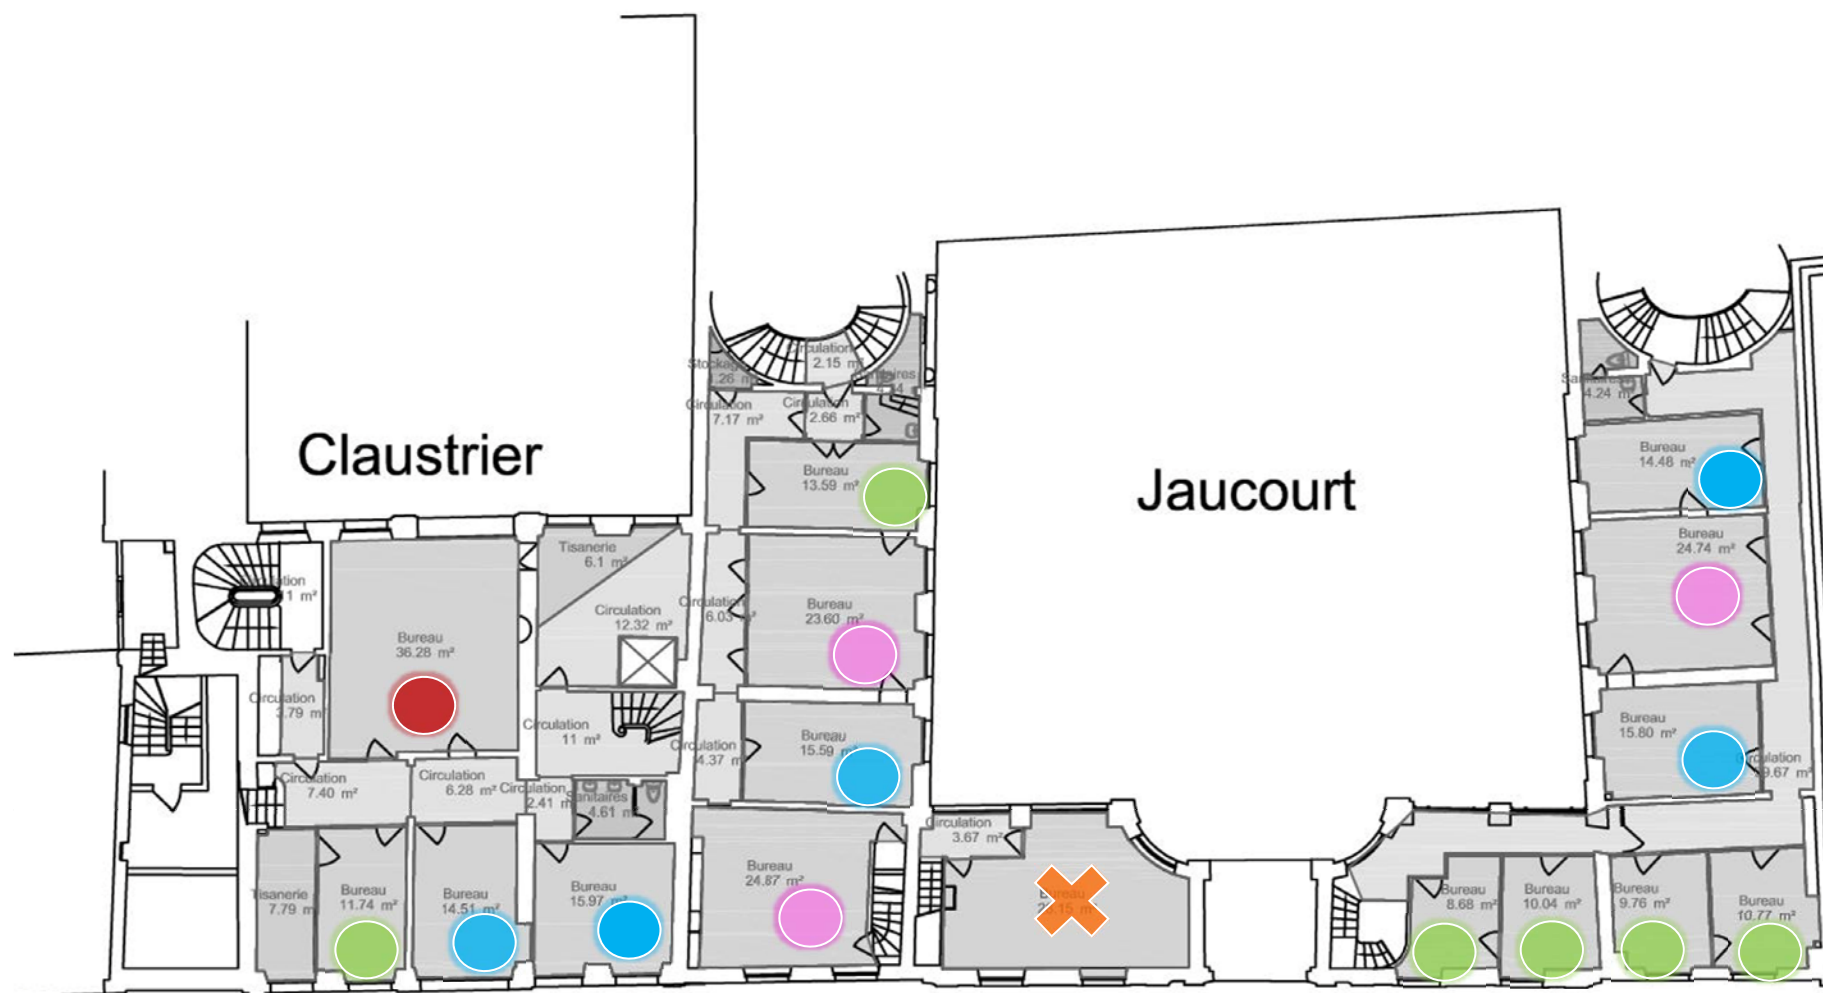 Circulation
2.15 m²
Stockage
Circulation
7.17 m²
Circulation
2.66 m²
Sanitaires
4.24 m²
Claustrier
Bureau
13.59 m²
Jaucourt
Bureau
14.48 m²
Tisanerie
6.1 m²
Bureau
24.74 m²
Circulation
Circulation
12.32 m²
Circulation
6.03 m²
Bureau
23.60 m²
Bureau
36.28 m²
Circulation
3.79 m²
Circulation
11 m²
Circulation
4.37 m
Bureau
15.59 m²
Bureau
15.80 m²
Circulation
Circulation
7.40 m²
Circulation
6.28 m²
Circulation
2.41 m
Sanitaires
4.61 m²
Circulation
3.67 m²
Tisanerie
7.79 m
Bureau
11.74 m²
Bureau
14.51 m²
Bureau
15.97 m²
Bureau
24.87 m²
Bureau
Bureau
8.68 m²
Bureau
10.04 m²
Bureau
9.76 m²
Bureau
10.77 m²